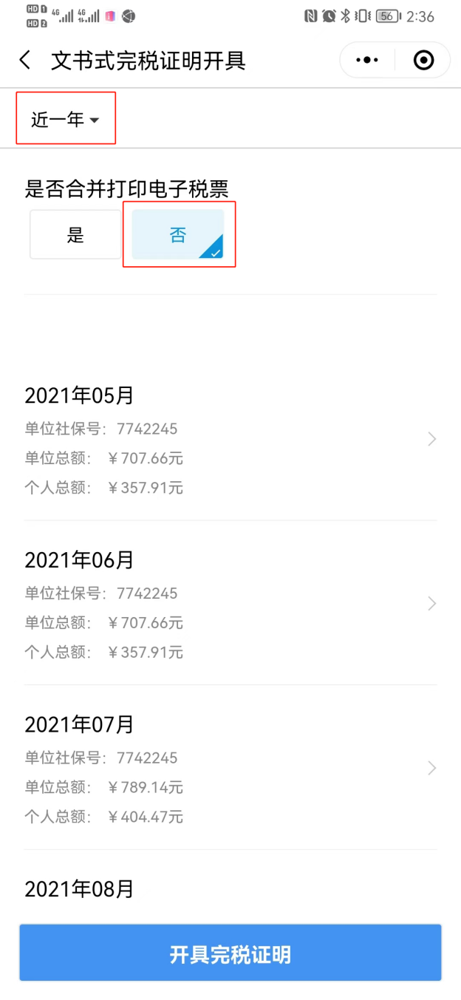 HD 1 4G 4G 56 2:36
HD 2
文书式完税证明开具
近一年
是否合并打印电子税票
是 否
2021年05月
单位社保号：7742245
单位总额： ￥707.66元
个人总额： ￥357.91元
2021年06月
单位社保号：7742245
单位总额： ￥707.66元
个人总额： ￥357.91元
2021年07月
单位社保号：7742245
单位总额： ￥789.14元
个人总额： ￥404.47元
2021年08月
开具完税证明